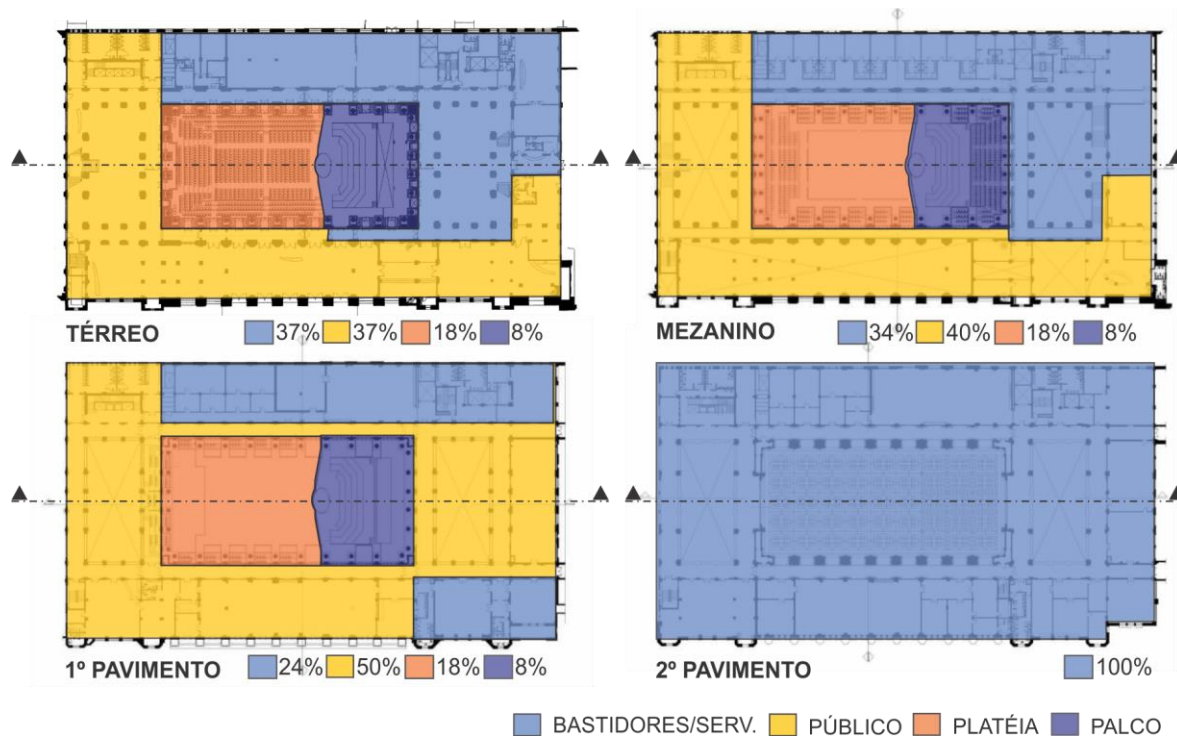 TÉRREO 37% 37% 18% 8%
MEZANINO 34% 40% 18% 8%
1º PAVIMENTO 24% 50% 18% 8%
2º PAVIMENTO 100%
BASTIDORES/SERV. PÚBLICO PLATÉIA PALCO